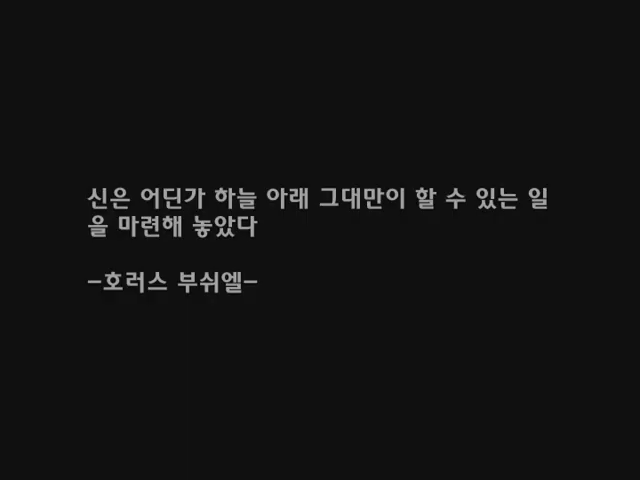 신은 어딘가 하늘 아래 그대만이 할 수 있는 일
을 마련해 놓았다
-호러스 부쉬엘-